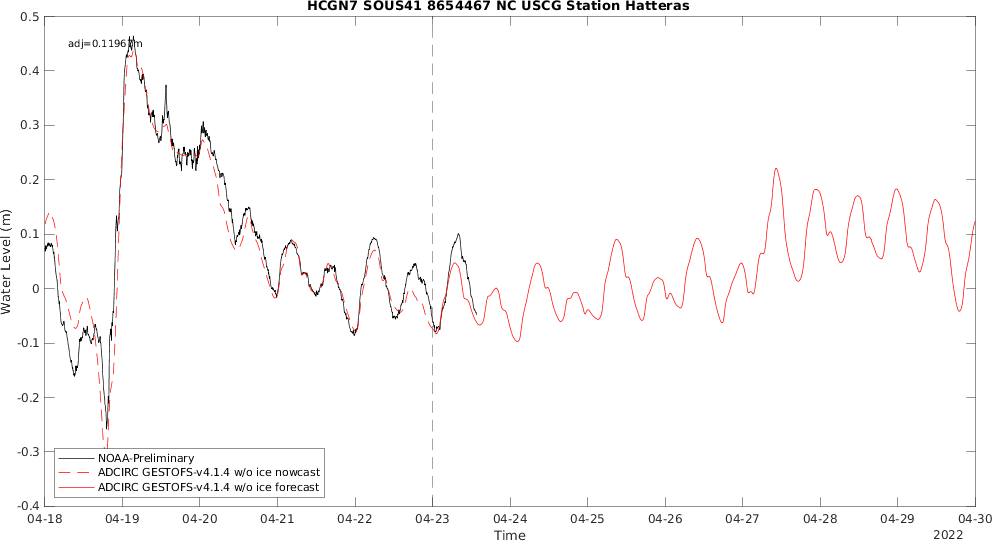 HCGN7 SOUS41 8654467 NC USCG Station Hatteras
0.5
adj=0.11967m
0.4
0.3
0.2
0.1
0
-0.1
-0.2
-0.3
-0.4
Water Level (m)
NOAA-Preliminary
ADCIRC GESTOFS-v4.1.4 w/o ice nowcast
ADCIRC GESTOFS-v4.1.4 w/o ice forecast
04-18 04-19 04-20 04-21 04-22 04-23 04-24 04-25 04-26 04-27 04-28 04-29 04-30
Time
2022